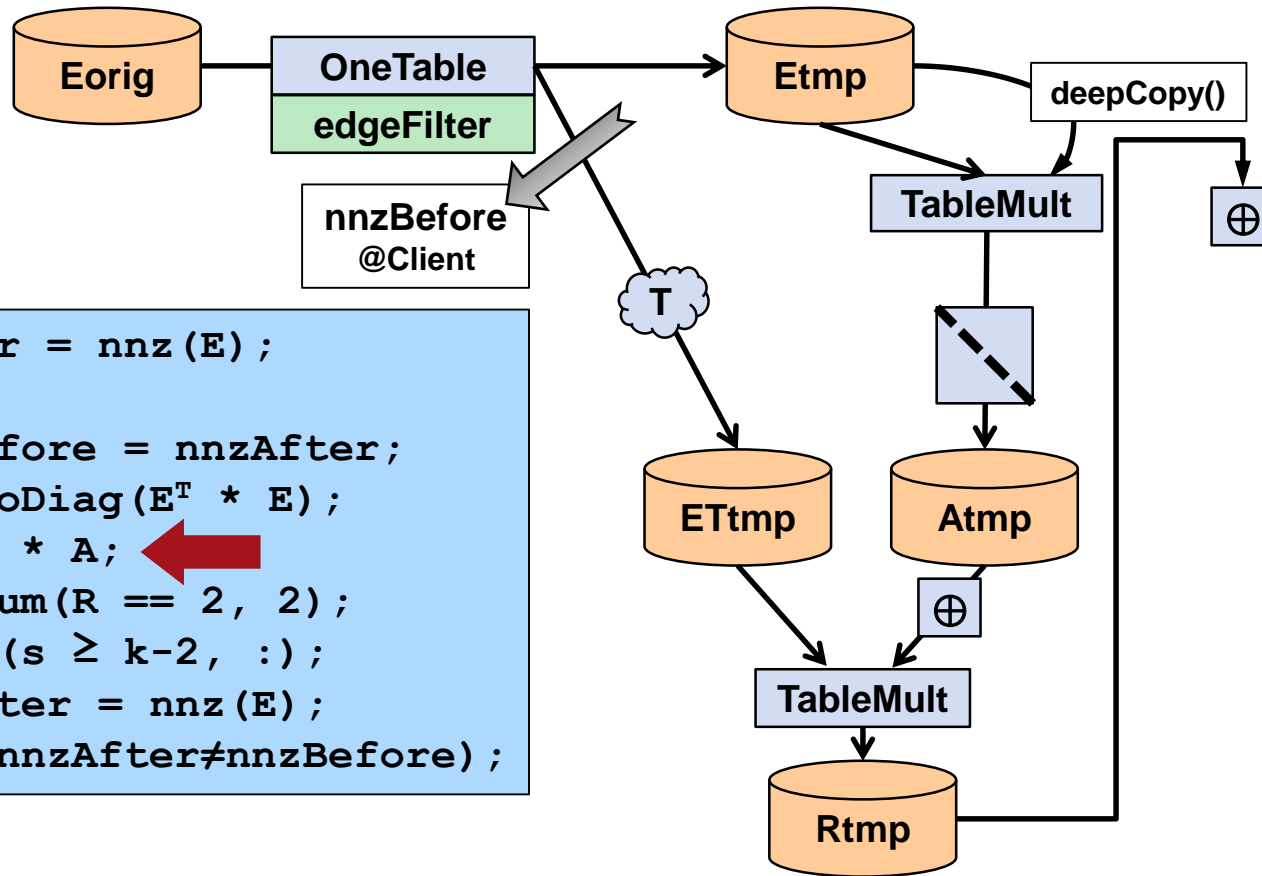 Eorig
OneTable
edgeFilter
Etmp
deepCopy()
nnzBefore
@Client
TableMult
⊕
T
r = nnz(E);
fore = nnzAfter;
oDiag(Eᵀ * E);
* A;
um(R == 2, 2);
(s ≥ k-2, :);
ter = nnz(E);
nnzAfter≠nnzBefore);
ETtmp
Atmp
⊕
TableMult
Rtmp